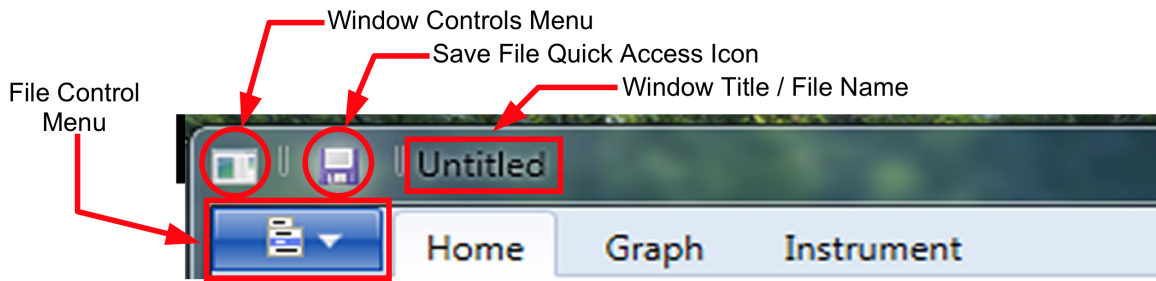 Window Controls Menu
Save File Quick Access Icon
Window Title / File Name
File Control
Menu
Untitled
Home Graph Instrument